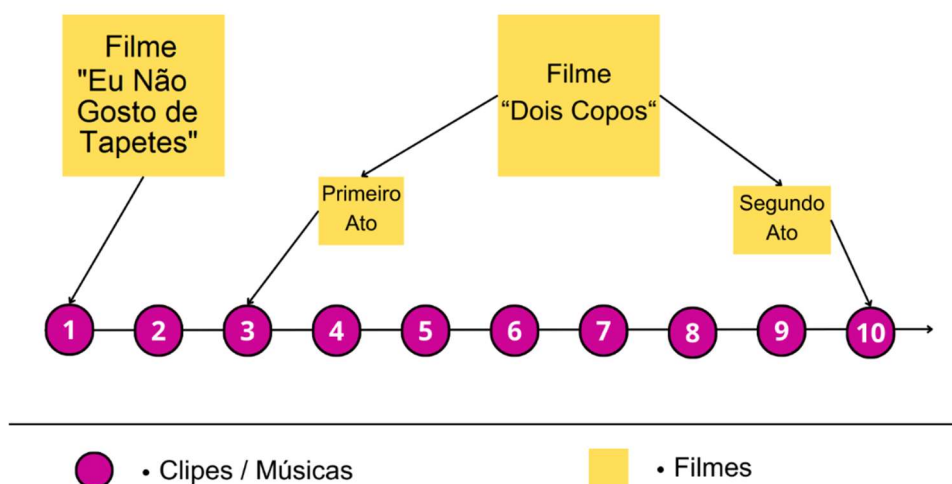 Filme
"Eu Não
Gosto de
Tapetes"
Filme
“Dois Copos“
Primeiro
Ato
Segundo
Ato
1 2 3 4 5 6 7 8 9 10
• Clipes / Músicas
• Filmes